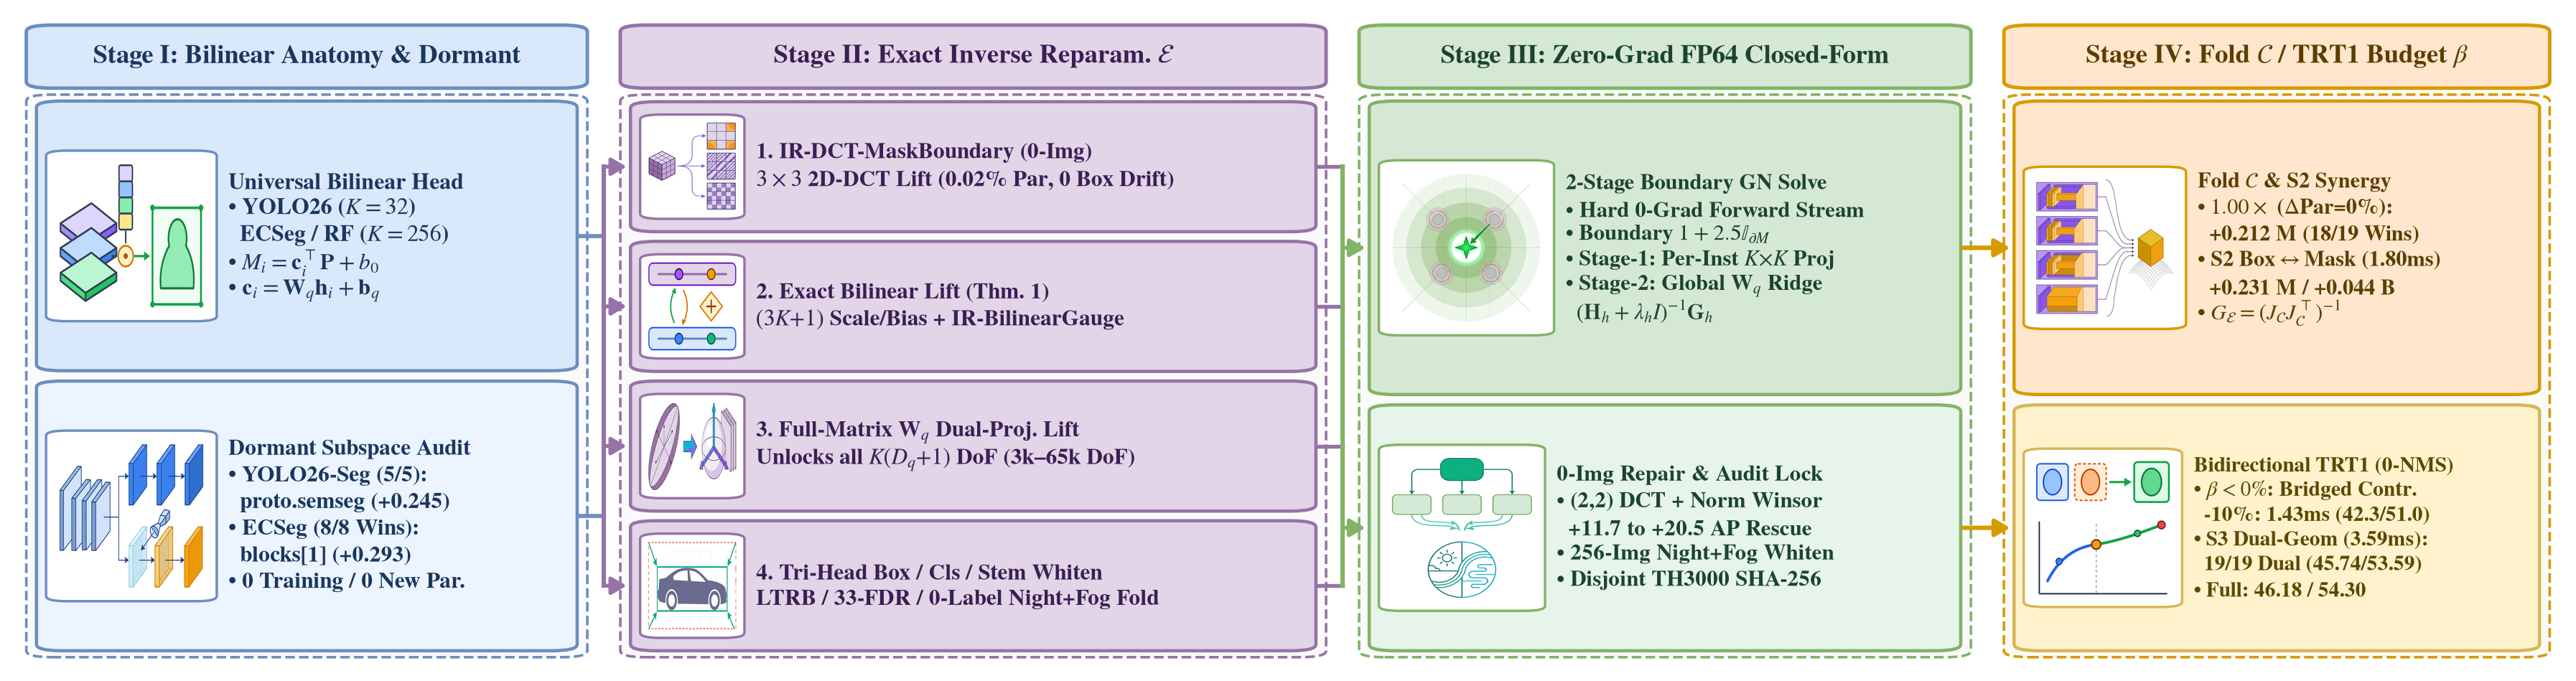 Stage I: Bilinear Anatomy & Dormant
Universal Bilinear Head
• YOLO26 (K = 32)
ECSeg / RF (K = 256)
• M_i = c_i^⊤ P + b_0
• c_i = W_q h_i + b_q
Dormant Subspace Audit
• YOLO26-Seg (5/5):
proto.semseg (+0.245)
• ECSeg (8/8 Wins):
blocks[1] (+0.293)
• 0 Training / 0 New Par.
Stage II: Exact Inverse Reparam. ℰ
1. IR-DCT-MaskBoundary (0-Img)
3 × 3 2D-DCT Lift (0.02% Par, 0 Box Drift)
2. Exact Bilinear Lift (Thm. 1)
(3K+1) Scale/Bias + IR-BilinearGauge
3. Full-Matrix W_q Dual-Proj. Lift
Unlocks all K(D_q+1) DoF (3k–65k DoF)
4. Tri-Head Box / Cls / Stem Whiten
LTRB / 33-FDR / 0-Label Night+Fog Fold
Stage III: Zero-Grad FP64 Closed-Form
2-Stage Boundary GN Solve
• Hard 0-Grad Forward Stream
• Boundary 1 + 2.5𝕀_∂M
• Stage-1: Per-Inst K×K Proj
• Stage-2: Global W_q Ridge
(H_h + λ_h I)^−1 G_h
0-Img Repair & Audit Lock
• (2,2) DCT + Norm Winsor
+11.7 to +20.5 AP Rescue
• 256-Img Night+Fog Whiten
• Disjoint TH3000 SHA-256
Stage IV: Fold 𝒞 / TRT1 Budget β
Fold 𝒞 & S2 Synergy
• 1.00 × (ΔPar=0%):
+0.212 M (18/19 Wins)
• S2 Box ↔ Mask (1.80ms)
+0.231 M / +0.044 B
• G_ℰ = (J_𝒞 J_𝒞^⊤)^−1
Bidirectional TRT1 (0-NMS)
• β < 0%: Bridged Contr.
-10%: 1.43ms (42.3/51.0)
• S3 Dual-Geom (3.59ms):
19/19 Dual (45.74/53.59)
• Full: 46.18 / 54.30